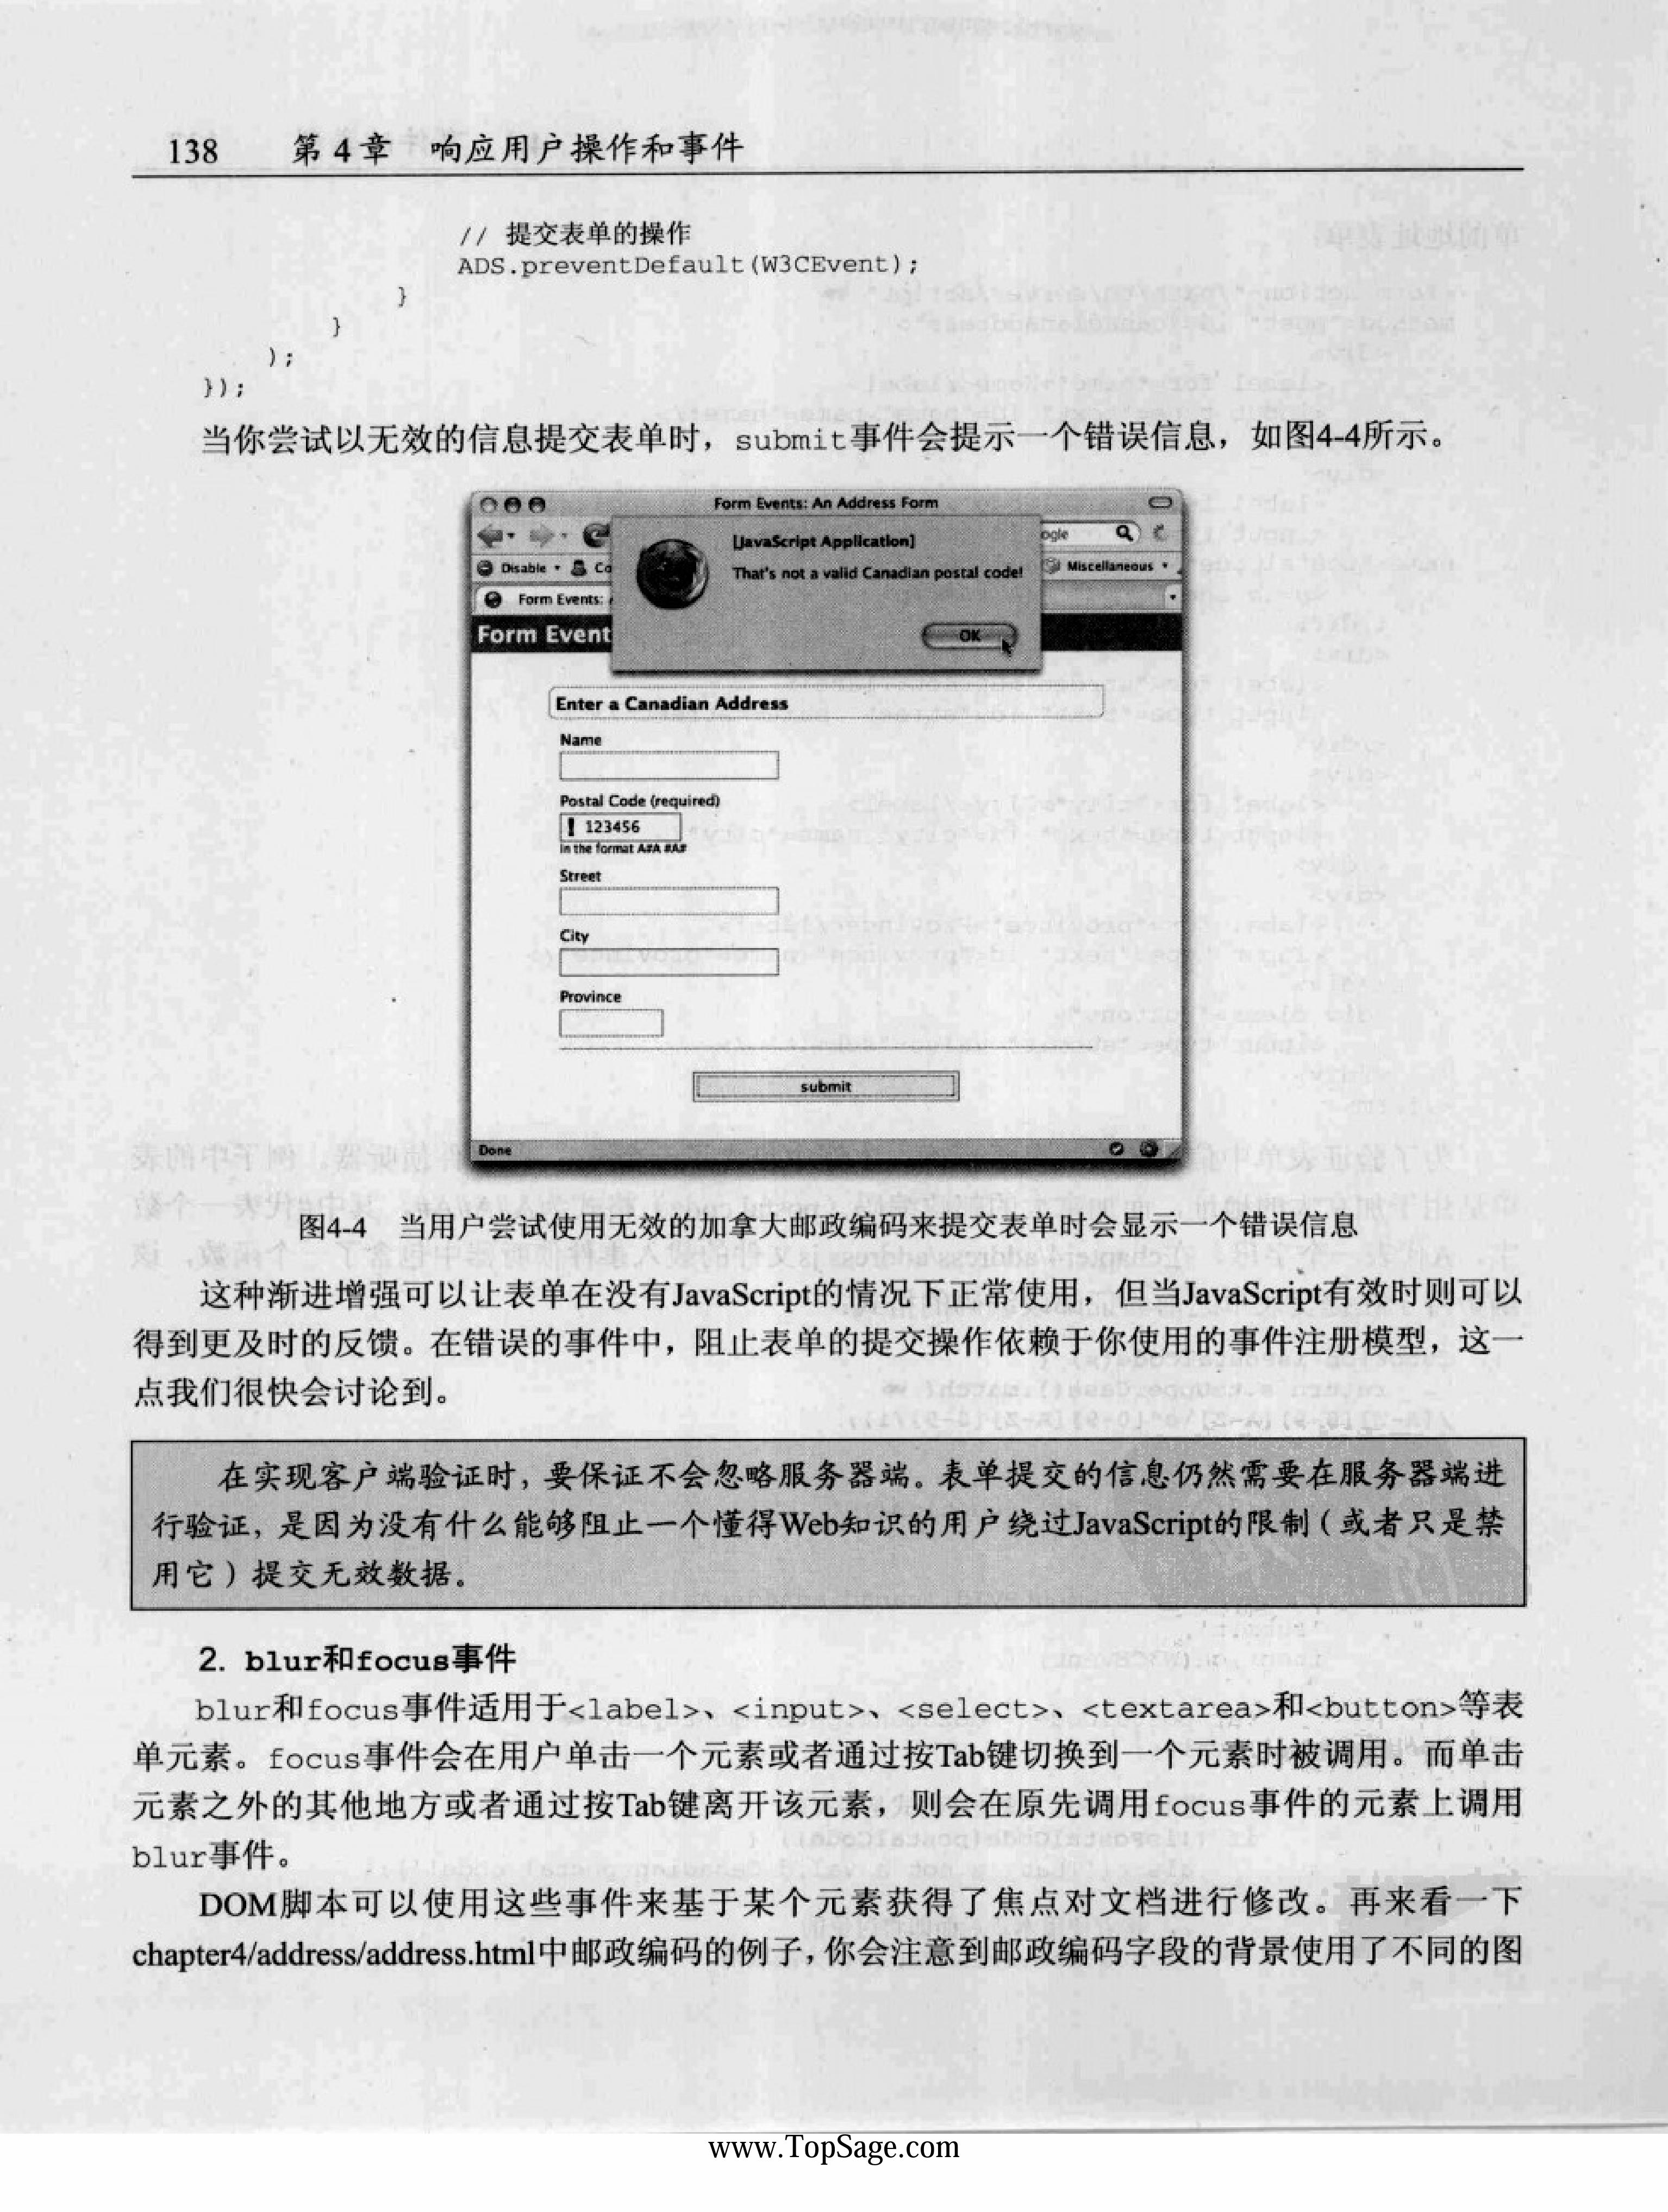 138 第 4 章 响应用户操作和事件
// 提交表单的操作
ADS.preventDefault(W3CEvent);
}
}
);
});
当你尝试以无效的信息提交表单时，submit事件会提示一个错误信息，如图4-4所示。
Form Events: An Address Form
[JavaScript Application]
ogle
That's not a valid Canadian postal code!
Disable
Co
Miscellaneous
Form Events:
OK
Form Event
Enter a Canadian Address
Name
Postal Code (required)
! 123456
In the format A#A #A#
Street
City
Province
submit
Done
图4-4 当用户尝试使用无效的加拿大邮政编码来提交表单时会显示一个错误信息
这种渐进增强可以让表单在没有JavaScript的情况下正常使用，但当JavaScript有效时则可以
得到更及时的反馈。在错误的事件中，阻止表单的提交操作依赖于你使用的事件注册模型，这一
点我们很快会讨论到。
在实现客户端验证时，要保证不会忽略服务器端。表单提交的信息仍然需要在服务器端进
行验证，是因为没有什么能够阻止一个懂得Web知识的用户绕过JavaScript的限制（或者只是禁
用它）提交无效数据。
2. blur和focus事件
blur和focus事件适用于<label>、<input>、<select>、<textarea>和<button>等表
单元素。focus事件会在用户单击一个元素或者通过按Tab键切换到一个元素时被调用。而单击
元素之外的其他地方或者通过按Tab键离开该元素，则会在原先调用focus事件的元素上调用
blur事件。
DOM脚本可以使用这些事件来基于某个元素获得了焦点对文档进行修改。再来看一下
chapter4/address/address.html中邮政编码的例子，你会注意到邮政编码字段的背景使用了不同的图
www.TopSage.com